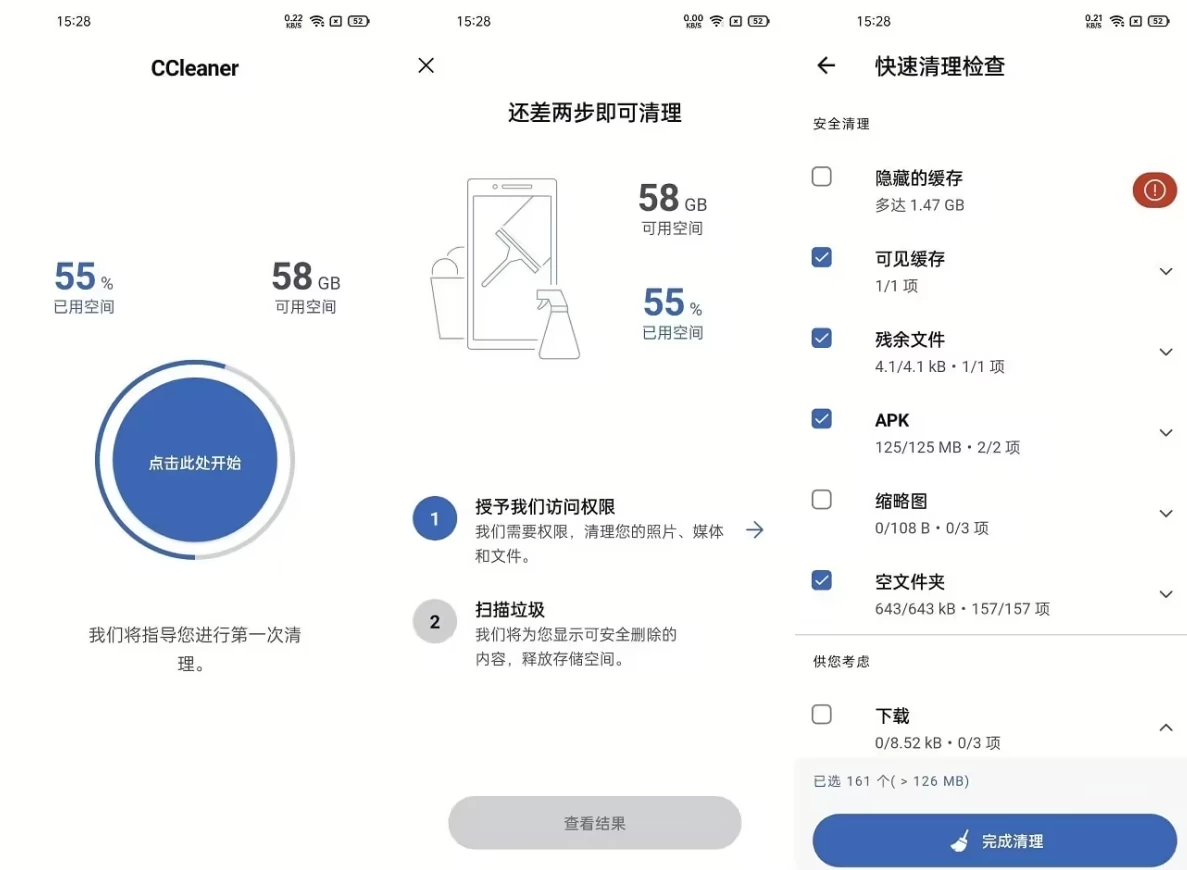 15:28
0.22
KB/S
52
CCleaner
55 %
已用空间
58 GB
可用空间
点击此处开始
我们将指导您进行第一次清
理。
15:28
0.00
KB/S
52
还差两步即可清理
58 GB
可用空间
55 %
已用空间
1
授予我们访问权限
我们需要权限，清理您的照片、媒体
和文件。
2
扫描垃圾
我们将为您显示可安全删除的
内容，释放存储空间。
查看结果
15:28
0.21
KB/S
52
快速清理检查
安全清理
隐藏的缓存
多达 1.47 GB
可见缓存
1/1 项
残余文件
4.1/4.1 kB • 1/1 项
APK
125/125 MB • 2/2 项
缩略图
0/108 B • 0/3 项
空文件夹
643/643 kB • 157/157 项
供您考虑
下载
0/8.52 kB • 0/3 项
已选 161 个( > 126 MB)
完成清理